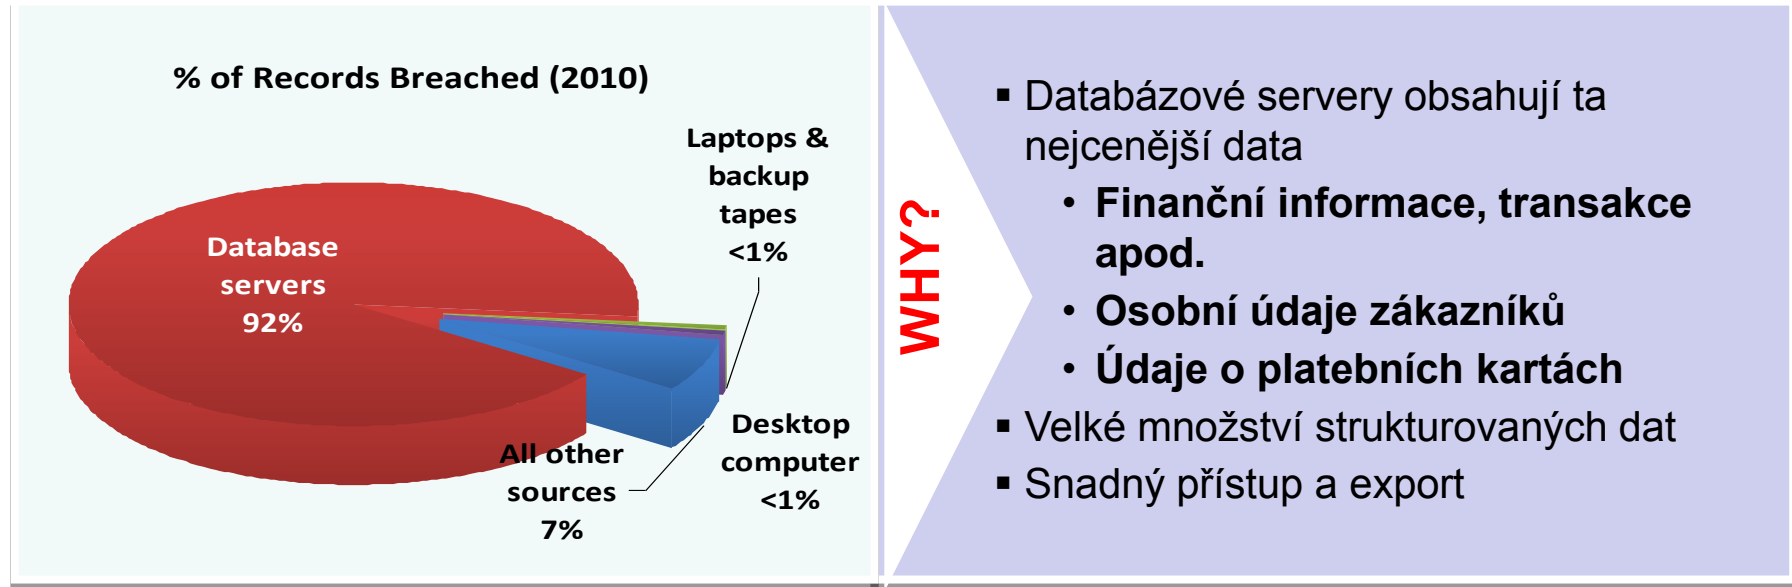 % of Records Breached (2010)
Laptops &
backup
tapes
<1%
Database
servers
92%
Desktop
computer
<1%
All other
sources
7%
WHY?
▪ Databázové servery obsahují ta
nejcenější data
• Finanční informace, transakce
apod.
• Osobní údaje zákazníků
• Údaje o platebních kartách
▪ Velké množství strukturovaných dat
▪ Snadný přístup a export